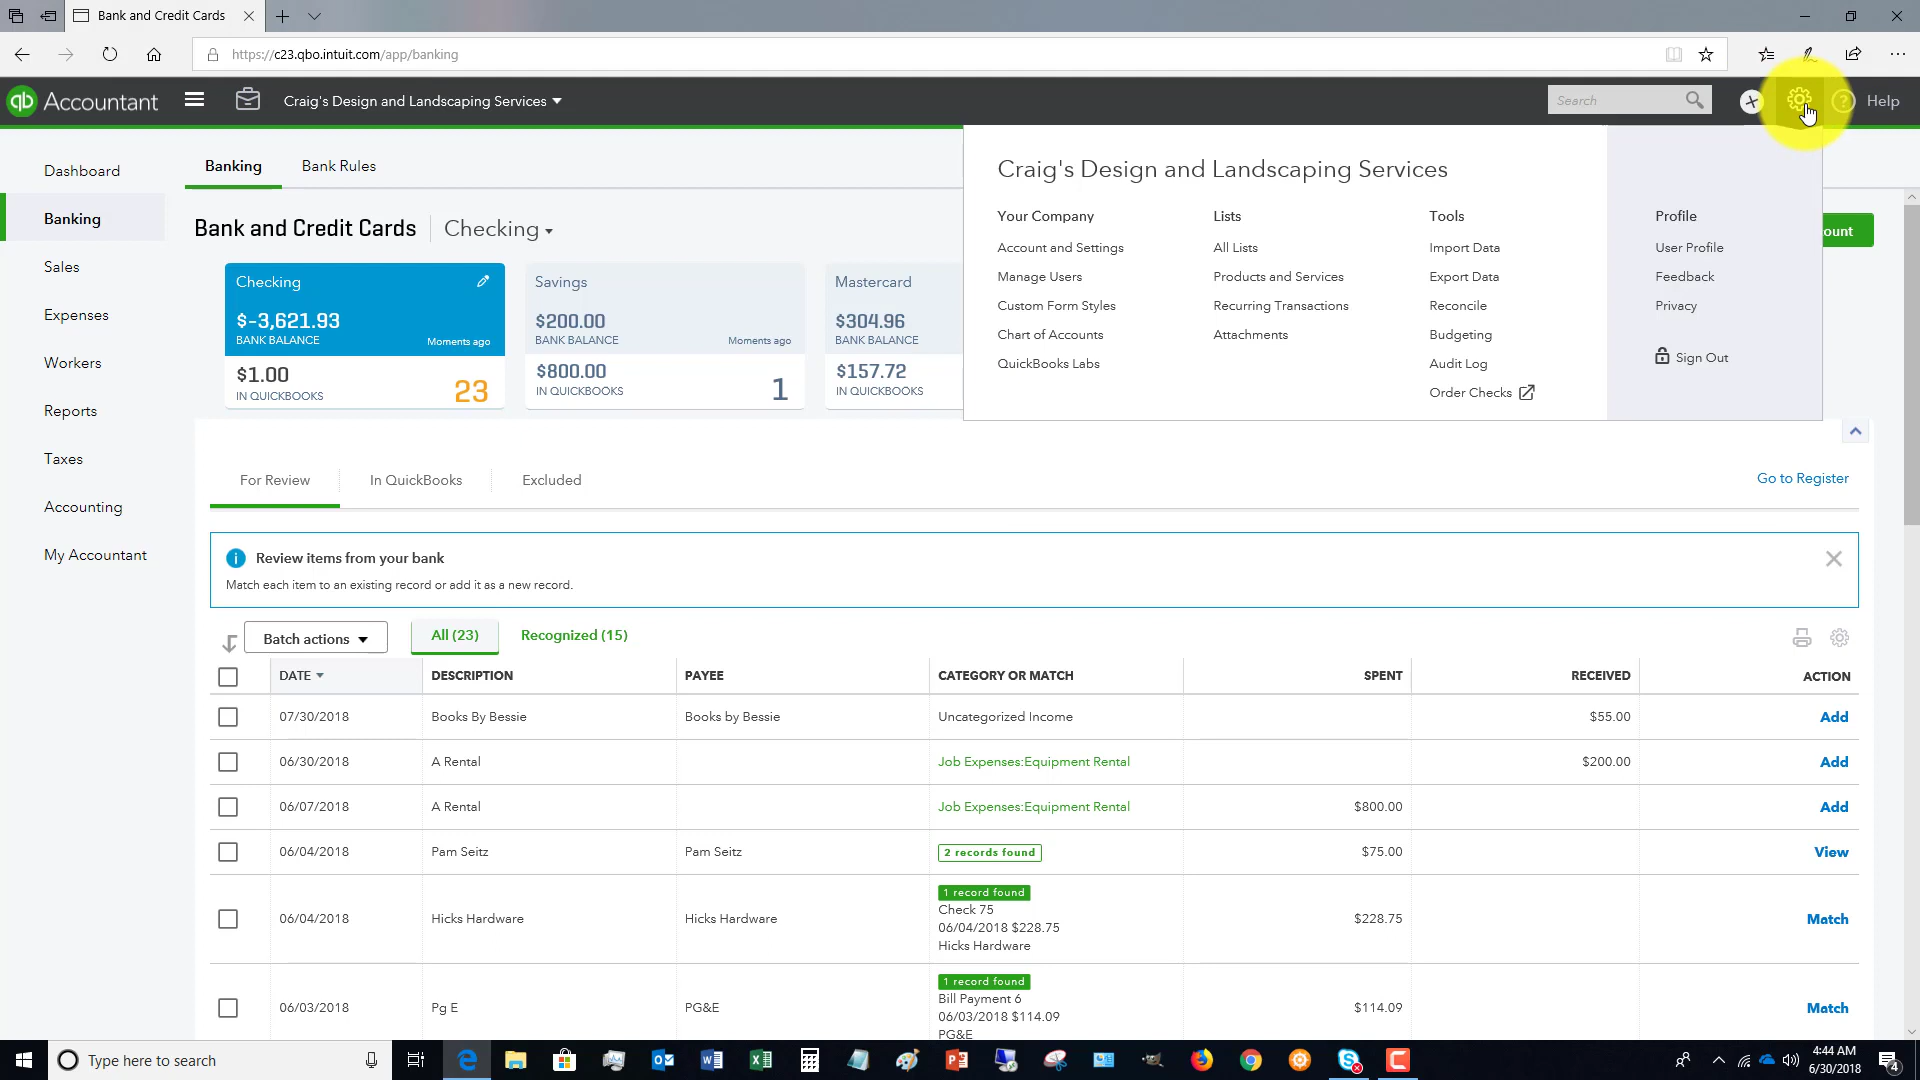 Bank and Credit Cards
https://c23.qbo.intuit.com/app/banking
qb Accountant
Craig's Design and Landscaping Services
Search
Help
Dashboard
Banking
Sales
Expenses
Workers
Reports
Taxes
Accounting
My Accountant
Banking
Bank Rules
Bank and Credit Cards
Checking
Checking
$-3,621.93
BANK BALANCE
Moments ago
$1.00
IN QUICKBOOKS
23
Savings
$200.00
BANK BALANCE
Moments ago
$800.00
IN QUICKBOOKS
1
Mastercard
$304.96
BANK BALANCE
$157.72
IN QUICKBOOKS
Craig's Design and Landscaping Services
Your Company
Account and Settings
Manage Users
Custom Form Styles
Chart of Accounts
QuickBooks Labs
Lists
All Lists
Products and Services
Recurring Transactions
Attachments
Tools
Import Data
Export Data
Reconcile
Budgeting
Audit Log
Order Checks
Profile
User Profile
Feedback
Privacy
Sign Out
ount
For Review
In QuickBooks
Excluded
Go to Register
Review items from your bank
Match each item to an existing record or add it as a new record.
Batch actions
All (23)
Recognized (15)
DATE DESCRIPTION PAYEE CATEGORY OR MATCH SPENT RECEIVED ACTION
07/30/2018 Books By Bessie Books by Bessie Uncategorized Income $55.00 Add
06/30/2018 A Rental Job Expenses:Equipment Rental $200.00 Add
06/07/2018 A Rental Job Expenses:Equipment Rental $800.00 Add
06/04/2018 Pam Seitz Pam Seitz 2 records found $75.00 View
1 record found
Check 75
06/04/2018 Hicks Hardware Hicks Hardware 06/04/2018 $228.75 $228.75 Match
Hicks Hardware
1 record found
Bill Payment 6
06/03/2018 Pg E PG&E 06/03/2018 $114.09 $114.09 Match
PG&E
Type here to search
4:44 AM
6/30/2018
4